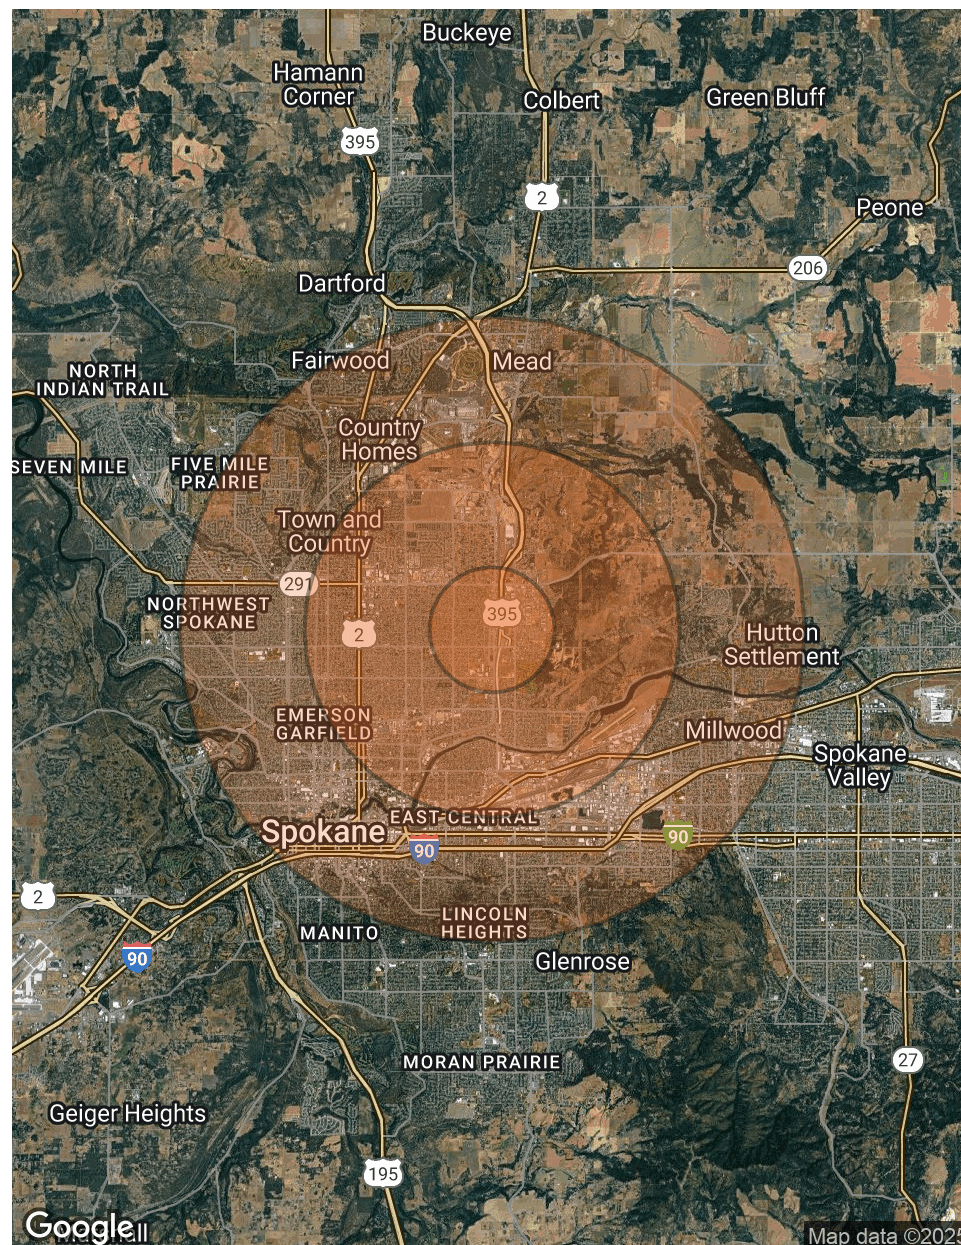 Buckeye
Hamann
Corner
Colbert
Green Bluff
395
2
Peone
206
Dartford
Fairwood
Mead
NORTH
INDIAN TRAIL
Country
Homes
SEVEN MILE
FIVE MILE
PRAIRIE
Town and
Country
291
395
NORTHWEST
SPOKANE
2
Hutton
Settlement
EMERSON
GARFIELD
Millwood
Spokane
Valley
EAST CENTRAL
Spokane
90
90
2
LINCOLN
HEIGHTS
MANITO
90
Glenrose
MORAN PRAIRIE
27
Geiger Heights
195
Google
Map data ©2025